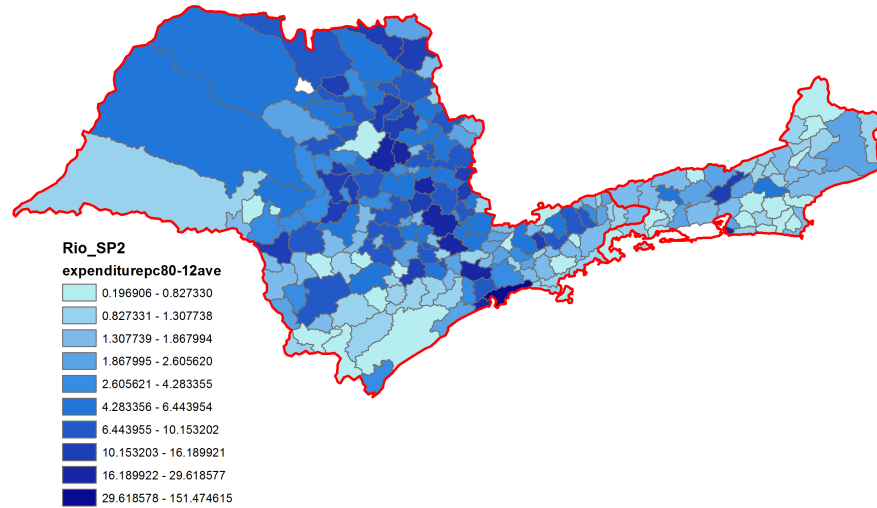 Rio_SP2
expenditurepc80-12ave
0.196906 - 0.827330
0.827331 - 1.307738
1.307739 - 1.867994
1.867995 - 2.605620
2.605621 - 4.283355
4.283356 - 6.443954
6.443955 - 10.153202
10.153203 - 16.189921
16.189922 - 29.618577
29.618578 - 151.474615